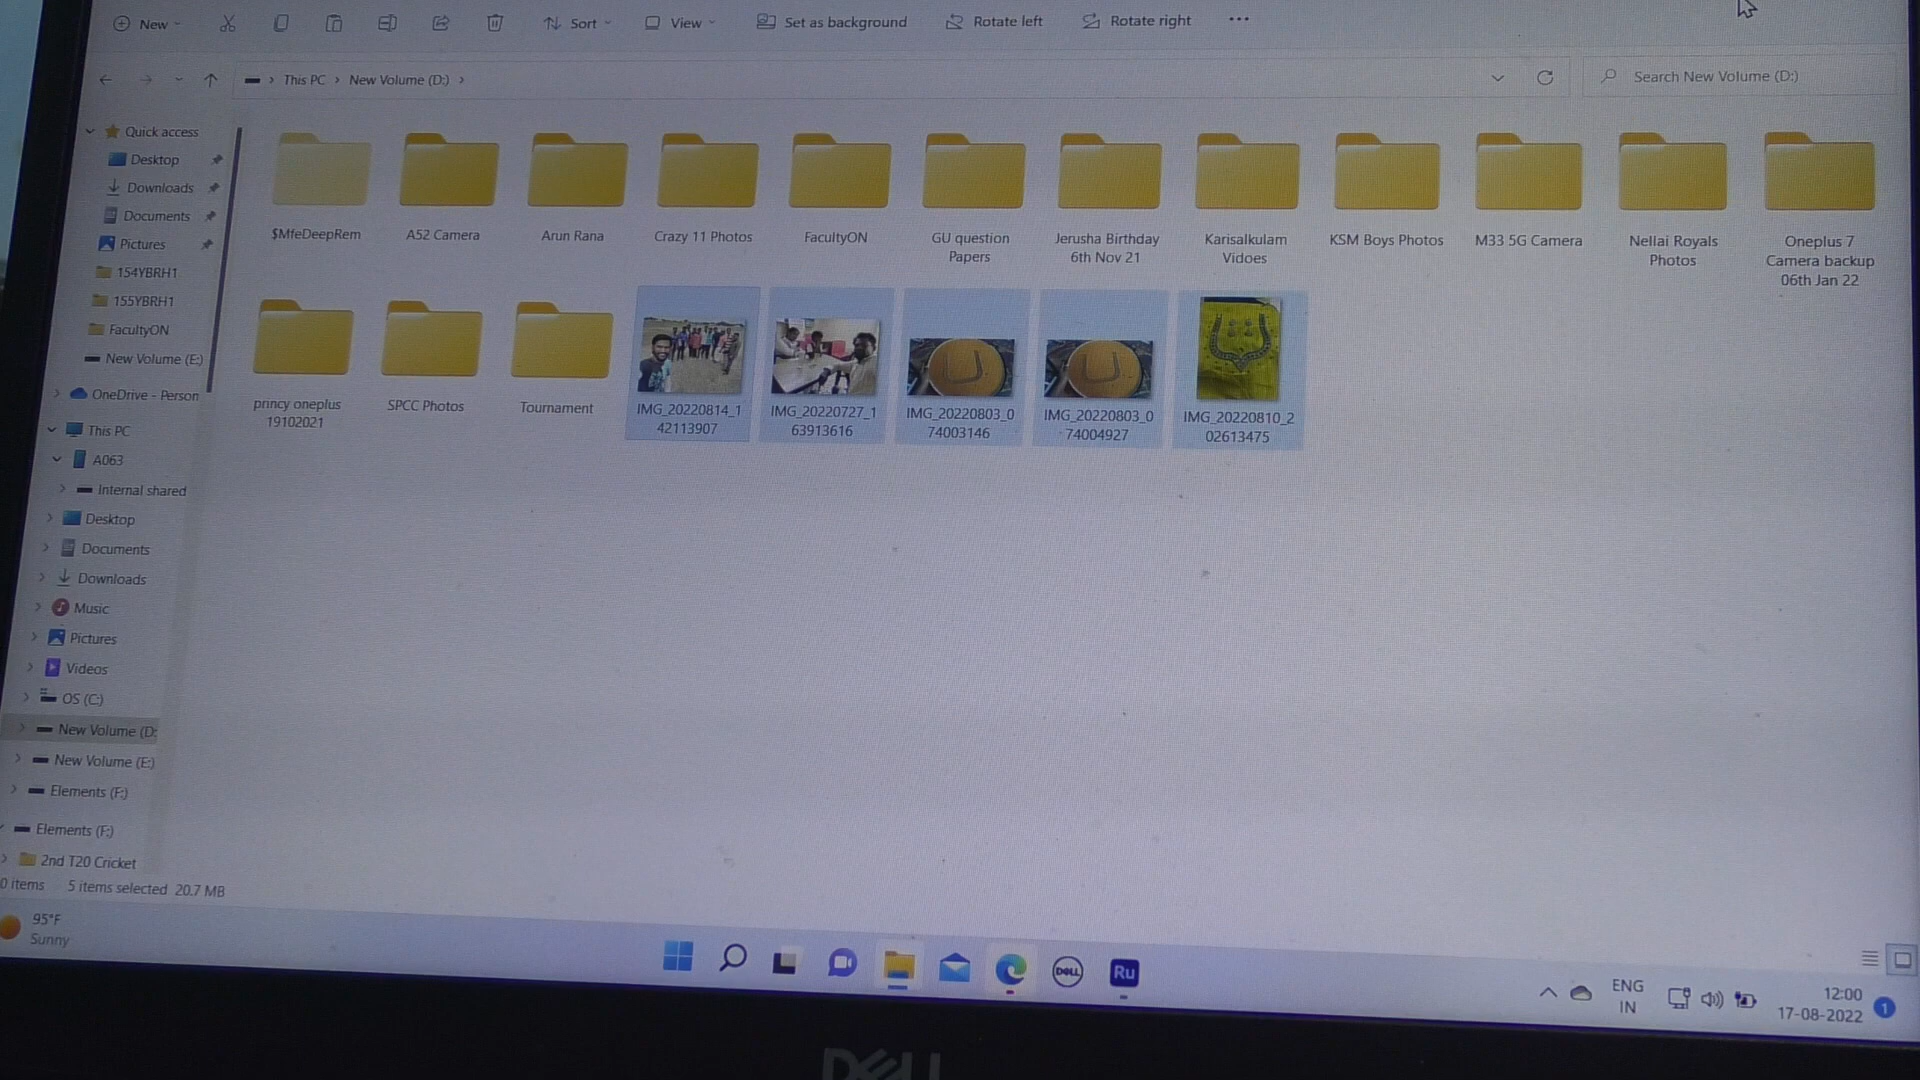 New
Sort
View
Set as background
Rotate left
Rotate right
This PC
New Volume (D:)
Search New Volume (D:)
Quick access
Desktop
Downloads
Documents
Pictures
154YBRH1
155YBRH1
FacultyON
New Volume (E:)
OneDrive - Person
This PC
A063
Internal shared
Desktop
Documents
Downloads
Music
Pictures
Videos
OS (C:)
New Volume (D:
New Volume (E:)
Elements (F:)
Elements (F:)
2nd T20 Cricket
$MfeDeepRem
A52 Camera
Arun Rana
Crazy 11 Photos
FacultyON
GU question
Papers
Jerusha Birthday
6th Nov 21
Karisalkulam
Vidoes
KSM Boys Photos
M33 5G Camera
Nellai Royals
Photos
Oneplus 7
Camera backup
06th Jan 22
princy oneplus
19102021
SPCC Photos
Tournament
IMG_20220814_1
42113907
IMG_20220727_1
63913616
IMG_20220803_0
74003146
IMG_20220803_0
74004927
IMG_20220810_2
02613475
0 items 5 items selected 20.7 MB
95°F
Sunny
DELL
Ru
ENG
IN
12:00
17-08-2022
1
DELL